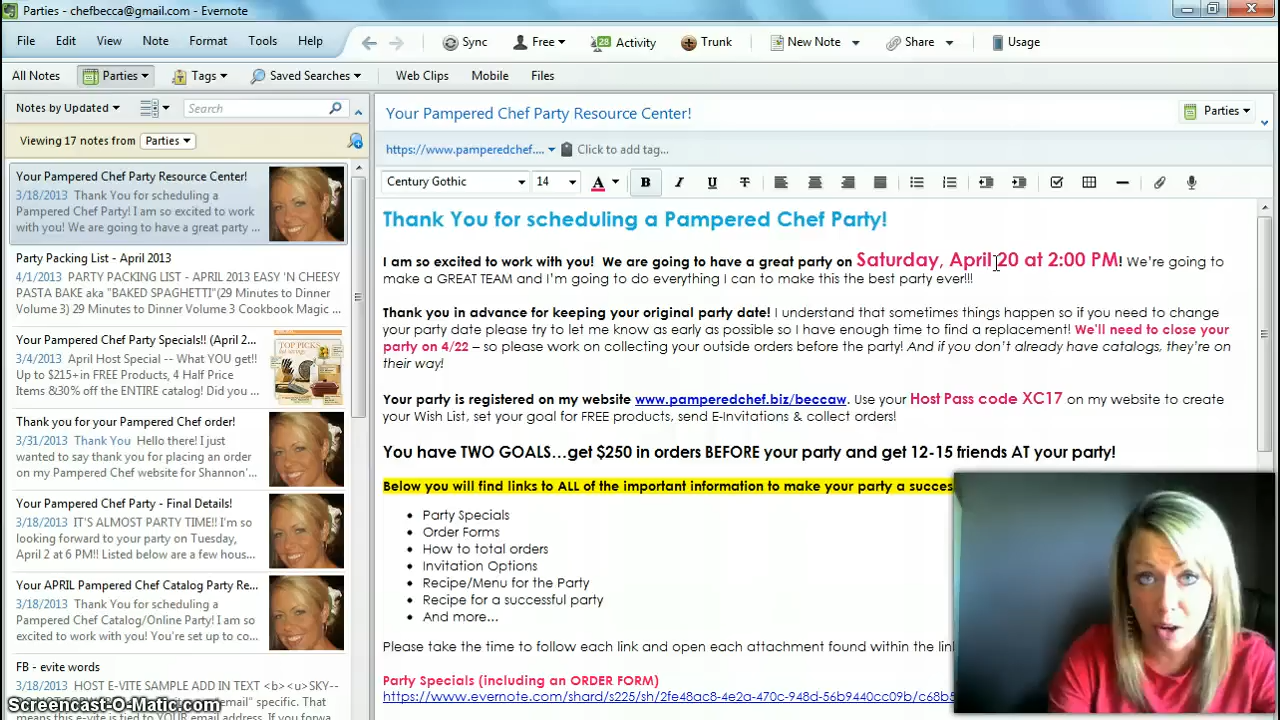 Parties - chefbecca@gmail.com - Evernote
File Edit View Note Format Tools Help Sync Free 28 Activity Trunk New Note Share Usage
All Notes Parties Tags Saved Searches Web Clips Mobile Files
Notes by Updated Search
Viewing 17 notes from Parties
Your Pampered Chef Party Resource Center!
3/18/2013 Thank You for
scheduling a
Pampered Chef Party! I am so excited to work
with you! We are going to have a great party ...
Party Packing List - April 2013
4/1/2013 PARTY PACKING LIST - APRIL 2013 EASY 'N CHEESY
PASTA BAKE aka "BAKED SPAGHETTI"(29 Minutes to Dinner
Volume 3) 29 Minutes to Dinner Volume 3 Cookbook Magic ...
Your Pampered Chef Party Specials!! (April 2...
3/4/2013 April Host Special -- What YOU get!!
Up to $215+in FREE Products, 4 Half Price
Items &30% off the ENTIRE catalog! Did you ...
TOP PICKS
Thank you for your Pampered Chef order!
3/31/2013 Thank You Hello there! I just
wanted to say thank you for placing an order
on my Pampered Chef website for Shannon'...
Your Pampered Chef Party - Final Details!
3/18/2013 IT'S ALMOST PARTY TIME!! I'm so
looking forward to your party on Tuesday,
April 2 at 6 PM!! Listed below are a few hous...
Your APRIL Pampered Chef Catalog Party Re...
3/18/2013 Thank You for scheduling a
Pampered Chef Catalog/Online Party! I am so
excited to work with you! You're set up to co...
FB - evite words
3/18/2013 HOST E-VITE SAMPLE ADD IN TEXT <b><u>SKY--
Screencast-O-Matic.com
Your Pampered Chef Party Resource Center! Parties
https://www.pamperedchef.... Click to add tag...
Century Gothic 14 A B I U T
Thank You for scheduling a Pampered Chef Party!
I am so excited to work with you! We are going to have a great party on Saturday, April 20 at 2:00 PM! We're going to
make a GREAT TEAM and I'm going to do everything I can to make this the best party ever!!!
Thank you in advance for keeping your original party date! I understand that sometimes things happen so if you need to change
your party date please try to let me know as early as possible so I have enough time to find a replacement! We'll need to close your
party on 4/22 – so please work on collecting your outside orders before the party! And if you don't already have catalogs, they're on
their way!
Your party is registered on my website www.pamperedchef.biz/beccaw. Use your Host Pass code XC17 on my website to create
your Wish List, set your goal for FREE products, send E-Invitations & collect orders!
You have TWO GOALS...get $250 in orders BEFORE your party and get 12-15 friends AT your party!
Below you will find links to ALL of the important information to make your party a succes
Party Specials
Order Forms
How to total orders
Invitation Options
Recipe/Menu for the Party
Recipe for a successful party
And more...
Please take the time to follow each link and open each attachment found within the lin
Party Specials (including an ORDER FORM)
https://www.evernote.com/shard/s225/sh/2fe48ac8-4e2a-470c-948d-56b9440cc09b/c68b5